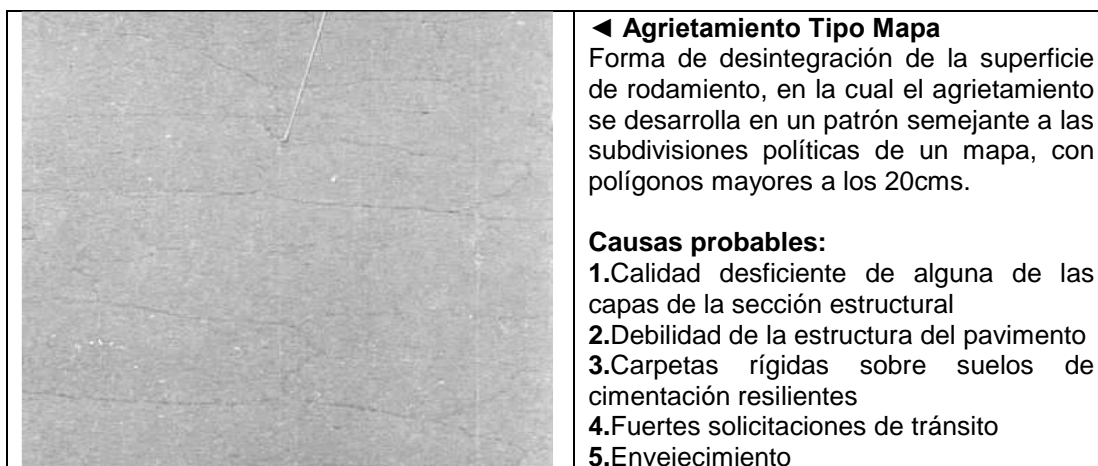 ◄ Agrietamiento Tipo Mapa
Forma de desintegración de la superficie
de rodamiento, en la cual el agrietamiento
se desarrolla en un patrón semejante a las
subdivisiones políticas de un mapa, con
polígonos mayores a los 20cms.
Causas probables:
1.Calidad desficiente de alguna de las
capas de la sección estructural
2.Debilidad de la estructura del pavimento
3.Carpetas rígidas sobre suelos de
cimentación resilientes
4.Fuertes solicitaciones de tránsito
5.Envejecimiento